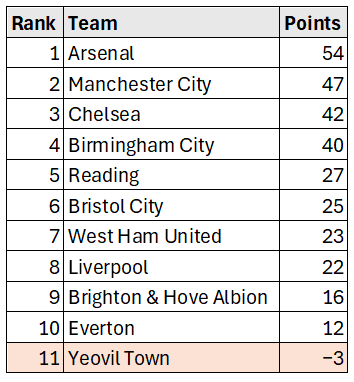 Rank Team Points
1 Arsenal 54
2 Manchester City 47
3 Chelsea 42
4 Birmingham City 40
5 Reading 27
6 Bristol City 25
7 West Ham United 23
8 Liverpool 22
9 Brighton & Hove Albion 16
10 Everton 12
11 Yeovil Town −3